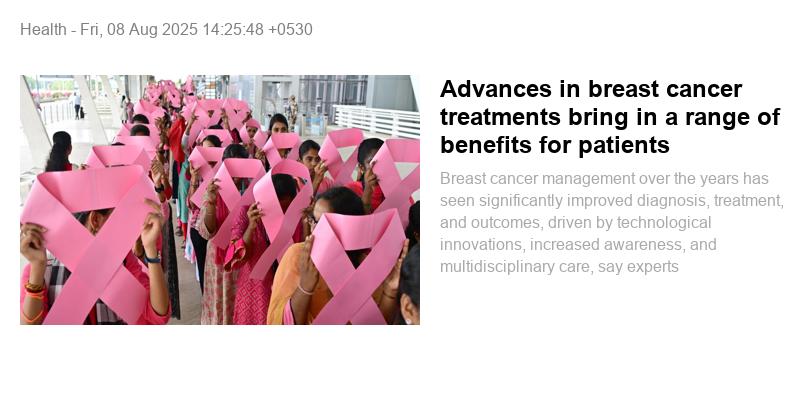 Health - Fri, 08 Aug 2025 14:25:48 +0530
Advances in breast cancer
treatments bring in a range of
benefits for patients
Breast cancer management over the years has
seen significantly improved diagnosis, treatment,
and outcomes, driven by technological
innovations, increased awareness, and
multidisciplinary care, say experts